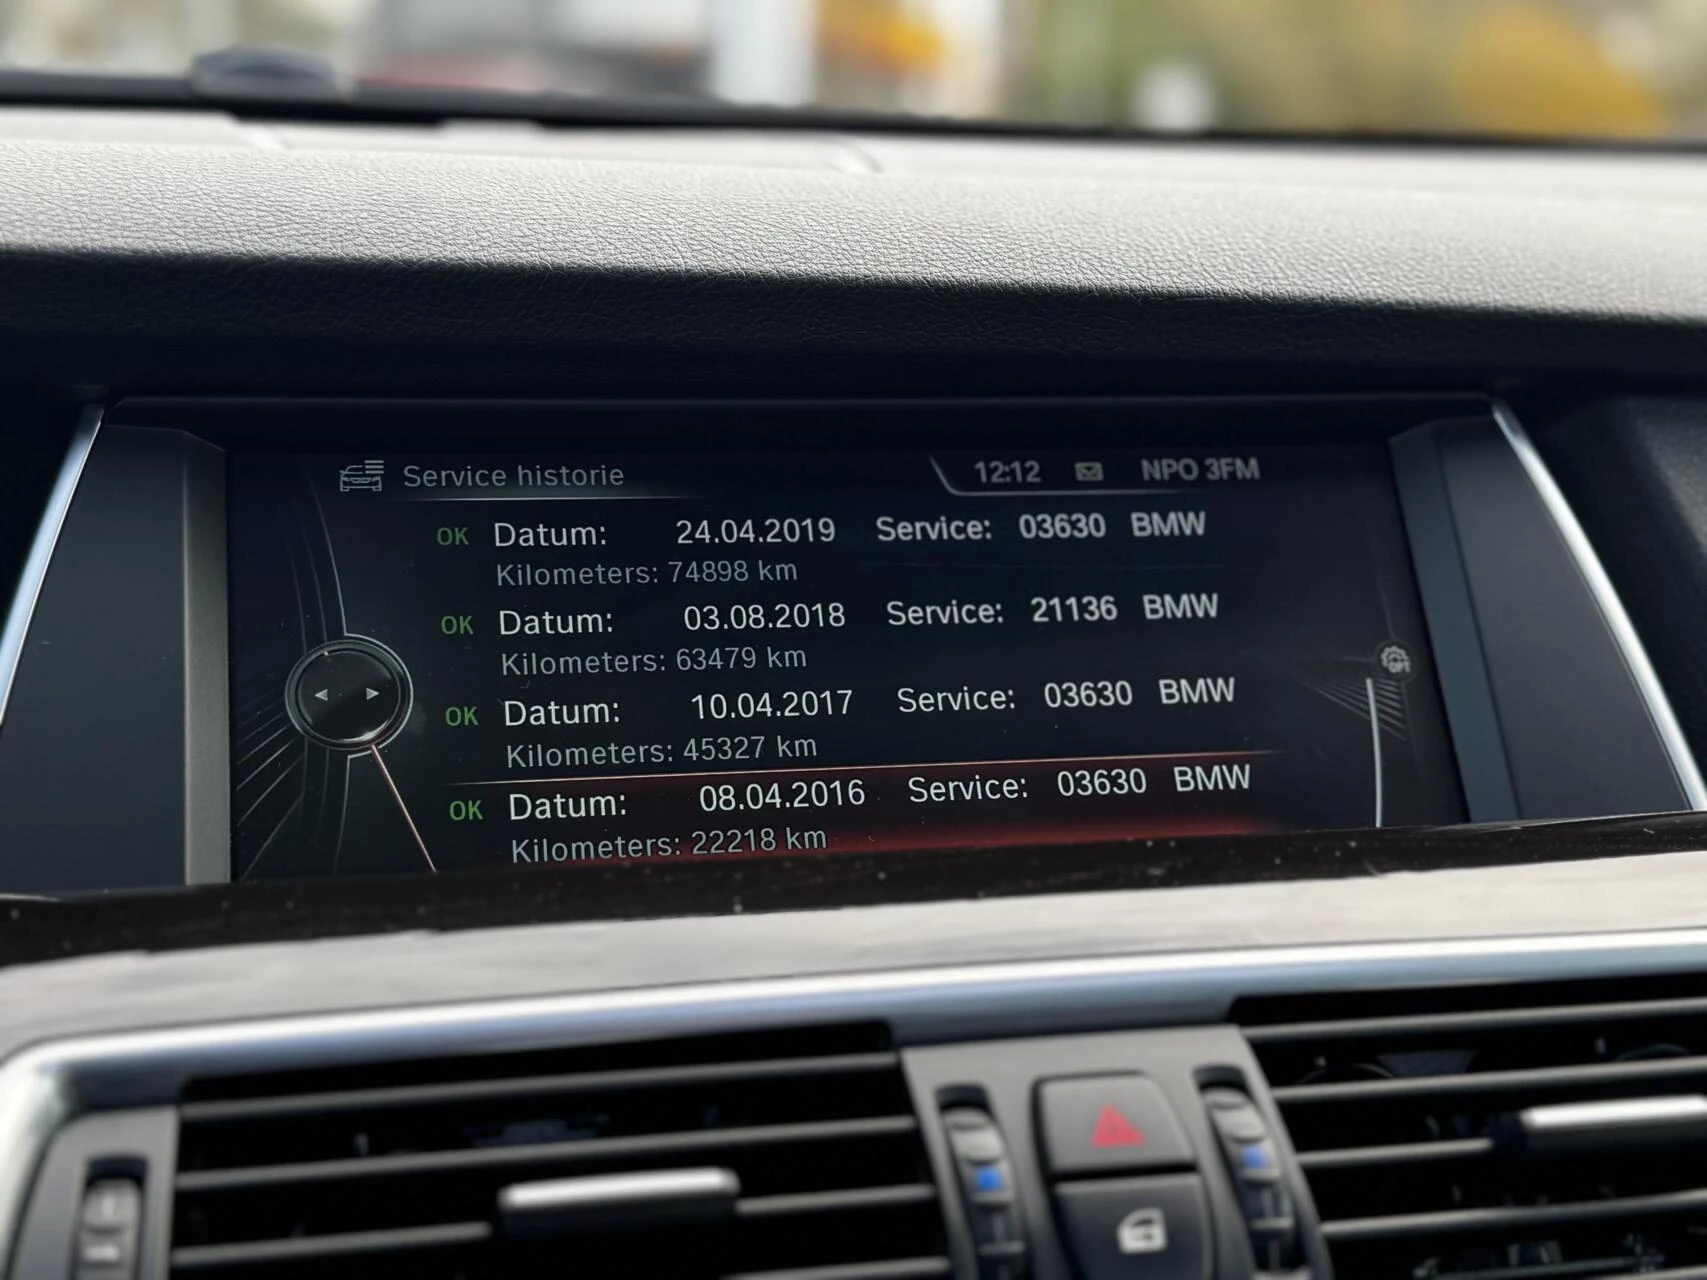 Service historie
12:12 NPO 3FM
OK Datum: 24.04.2019 Service: 03630 BMW
Kilometers: 74898 km
OK Datum: 03.08.2018 Service: 21136 BMW
Kilometers: 63479 km
OK Datum: 10.04.2017 Service: 03630 BMW
Kilometers: 45327 km
OK Datum: 08.04.2016 Service: 03630 BMW
Kilometers: 22218 km
OPT